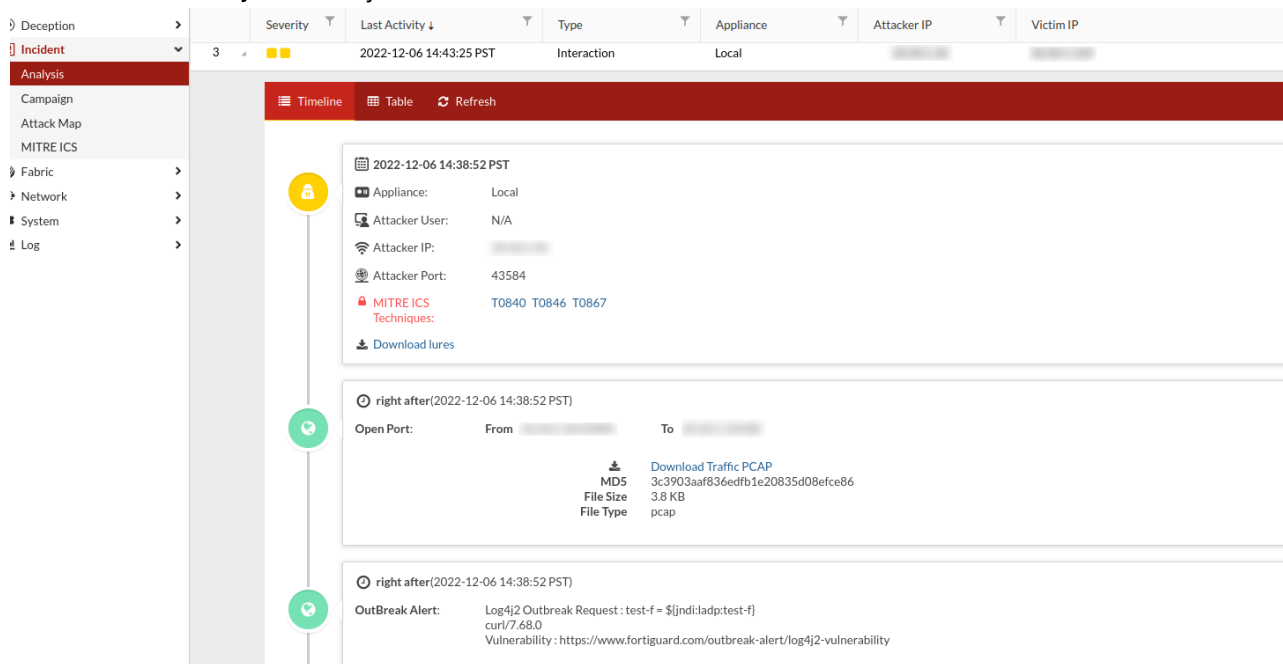 Deception
Incident
Analysis
Campaign
Attack Map
MITRE ICS
Fabric
Network
System
Log
Severity Last Activity ↓ Type Appliance Attacker IP Victim IP
3 2022-12-06 14:43:25 PST Interaction Local
Timeline Table Refresh
2022-12-06 14:38:52 PST
Appliance: Local
Attacker User: N/A
Attacker IP:
Attacker Port: 43584
MITRE ICS Techniques: T0840 T0846 T0867
Download lures
right after(2022-12-06 14:38:52 PST)
Open Port: From To
Download Traffic PCAP
MD5 3c3903aaf836edfb1e20835d08efce86
File Size 3.8 KB
File Type pcap
right after(2022-12-06 14:38:52 PST)
OutBreak Alert: Log4j2 Outbreak Request : test-f = ${jndi:ladp:test-f}
curl/7.68.0
Vulnerability : https://www.fortiguard.com/outbreak-alert/log4j2-vulnerability